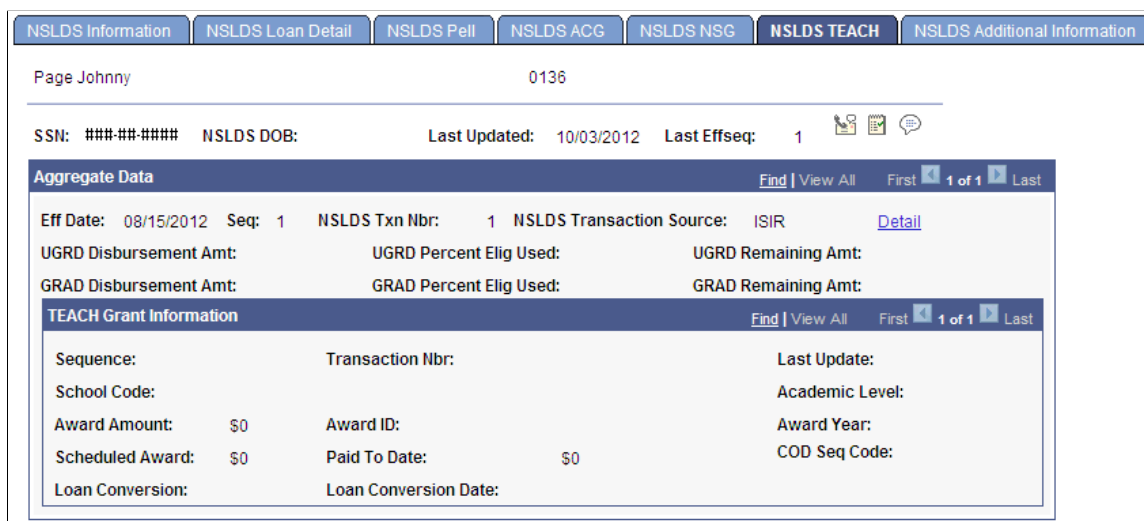 NSLDS Information NSLDS Loan Detail NSLDS Pell NSLDS ACG NSLDS NSG NSLDS TEACH NSLDS Additional Information
Page Johnny 0136
SSN: ###-##-#### NSLDS DOB: Last Updated: 10/03/2012 Last Effseq: 1
Aggregate Data Find | View All First 1 of 1 Last
Eff Date: 08/15/2012 Seq: 1 NSLDS Txn Nbr: 1 NSLDS Transaction Source: ISIR Detail
UGRD Disbursement Amt: UGRD Percent Elig Used: UGRD Remaining Amt:
GRAD Disbursement Amt: GRAD Percent Elig Used: GRAD Remaining Amt:
TEACH Grant Information Find | View All First 1 of 1 Last
Sequence: Transaction Nbr: Last Update:
School Code: Academic Level:
Award Amount: $0 Award ID: Award Year:
Scheduled Award: $0 Paid To Date: $0 COD Seq Code:
Loan Conversion: Loan Conversion Date: